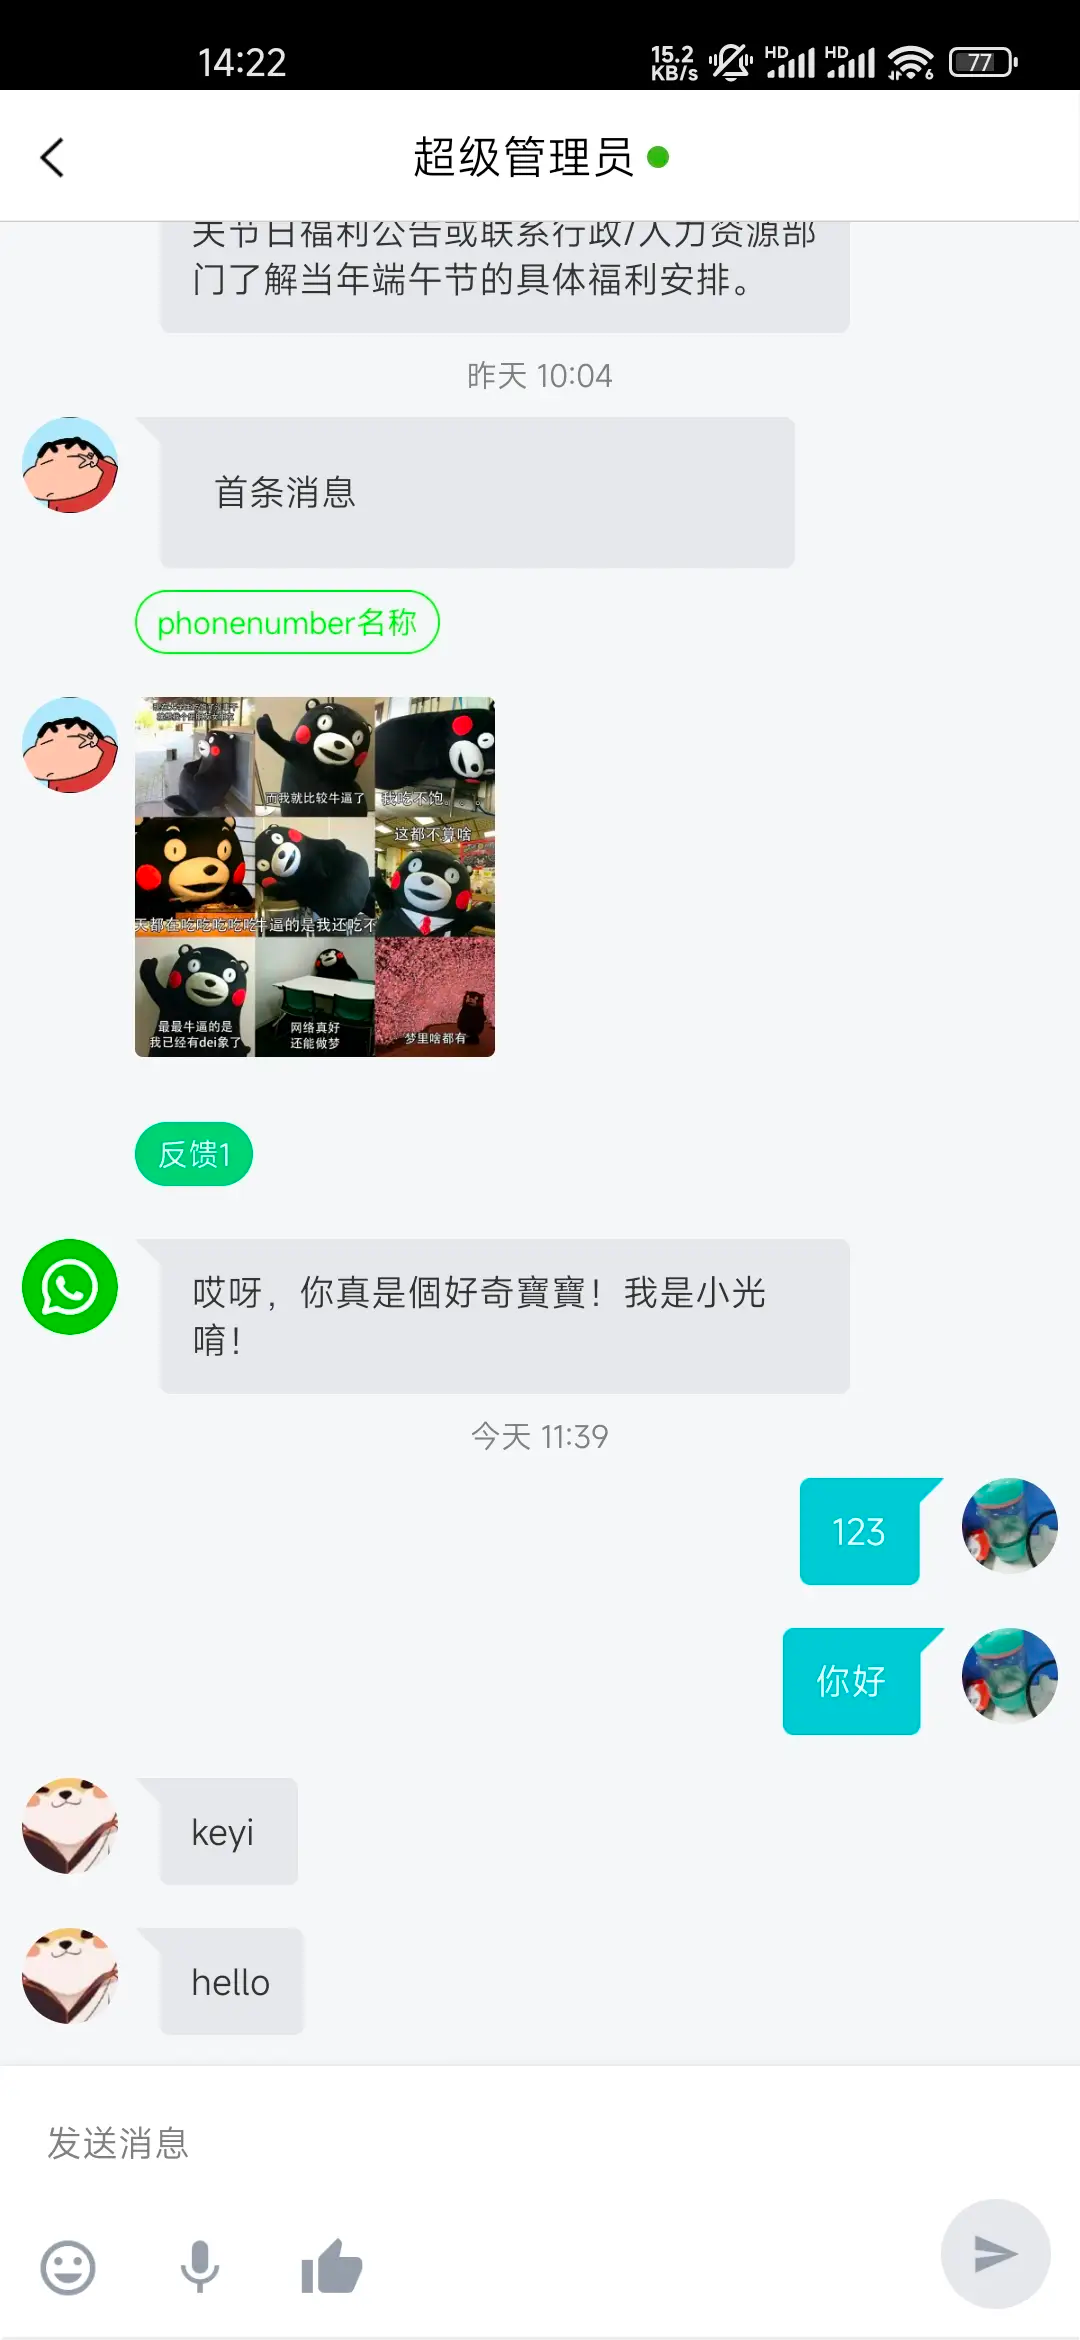 14:22
15.2
KB/s
HD
HD
6
77
超级管理员
关节日福利公告或联系行政/人力资源部
门了解当年端午节的具体福利安排。
昨天 10:04
首条消息
phonenumber名称
而我就比较牛逼了
我吃不饱。。。
天都在吃吃吃吃吃
牛逼的是我还吃不
这都不算啥
最最牛逼的是
我已经有dei象了
网络真好
还能做梦
梦里啥都有
反馈1
哎呀，你真是個好奇寶寶！我是小光
唷！
今天 11:39
123
你好
keyi
hello
发送消息